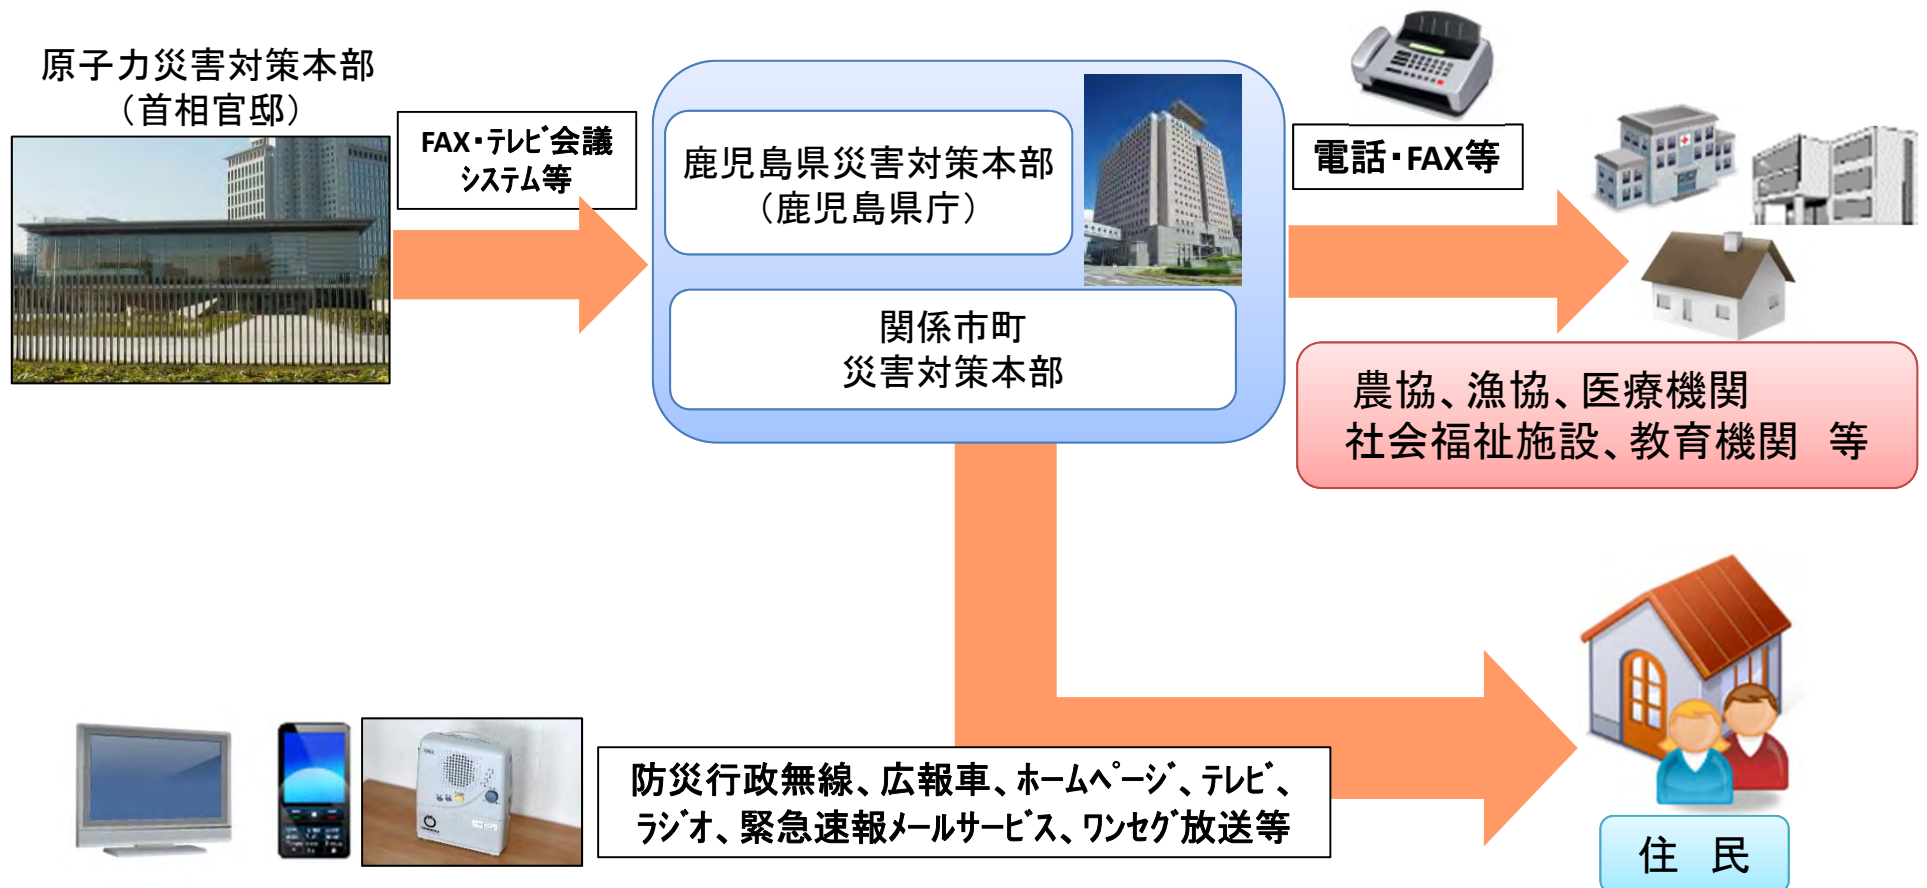 原子力災害対策本部
（首相官邸）
FAX・テレビ会議
システム等
鹿児島県災害対策本部
（鹿児島県庁）
関係市町
災害対策本部
電話・FAX等
農協、漁協、医療機関
社会福祉施設、教育機関　等
防災行政無線、広報車、ホームページ、テレビ、
ラジオ、緊急速報メールサービス、ワンセグ放送等
住　民